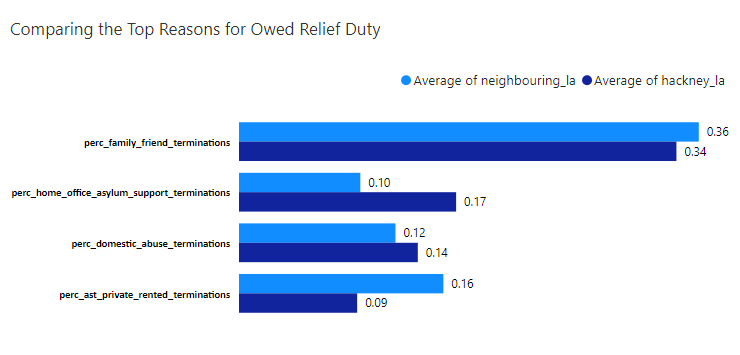 Comparing the Top Reasons for Owed Relief Duty
Average of neighbouring_la Average of hackney_la
perc_family_friend_terminations
0.36
0.34
perc_home_office_asylum_support_terminations
0.10
0.17
perc_domestic_abuse_terminations
0.12
0.14
perc_ast_private_rented_terminations
0.16
0.09